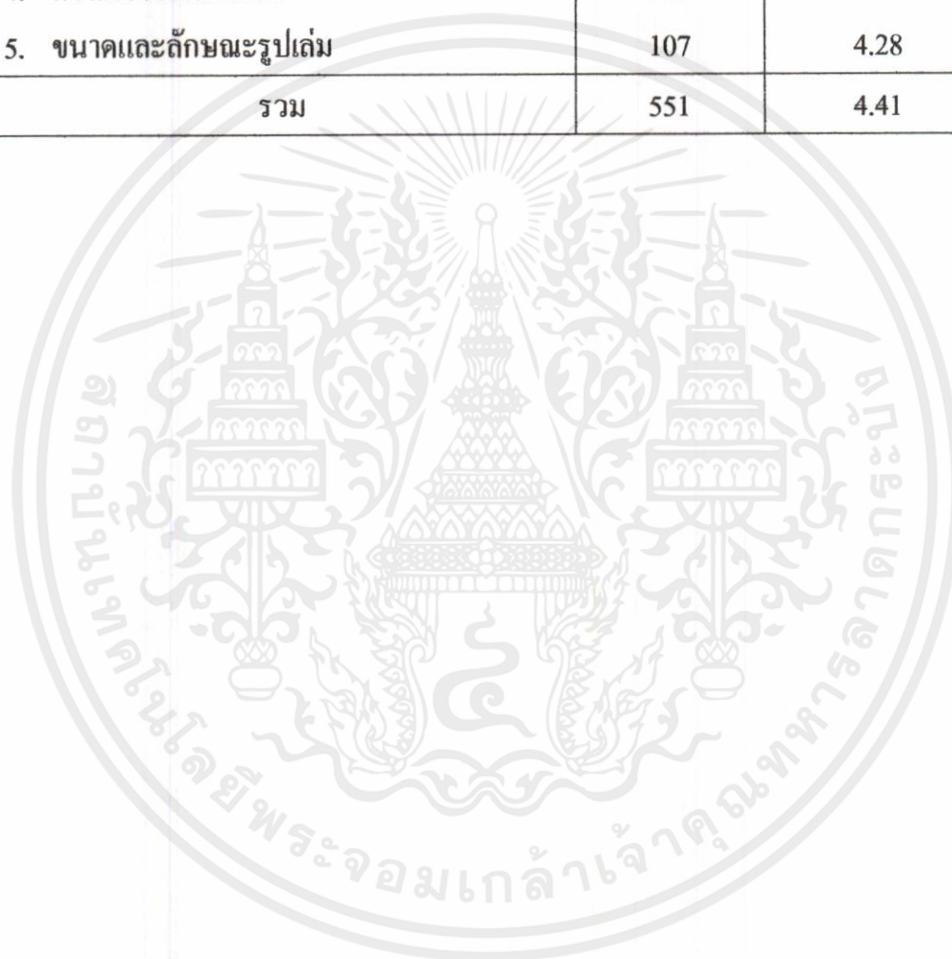 5. ขนาดและลักษณะรูปเล่ม 107 4.28
รวม 551 4.41
สถาบันเทคโนโลยีพระจอมเกล้าเจ้าคุณทหารลาดกระบัง